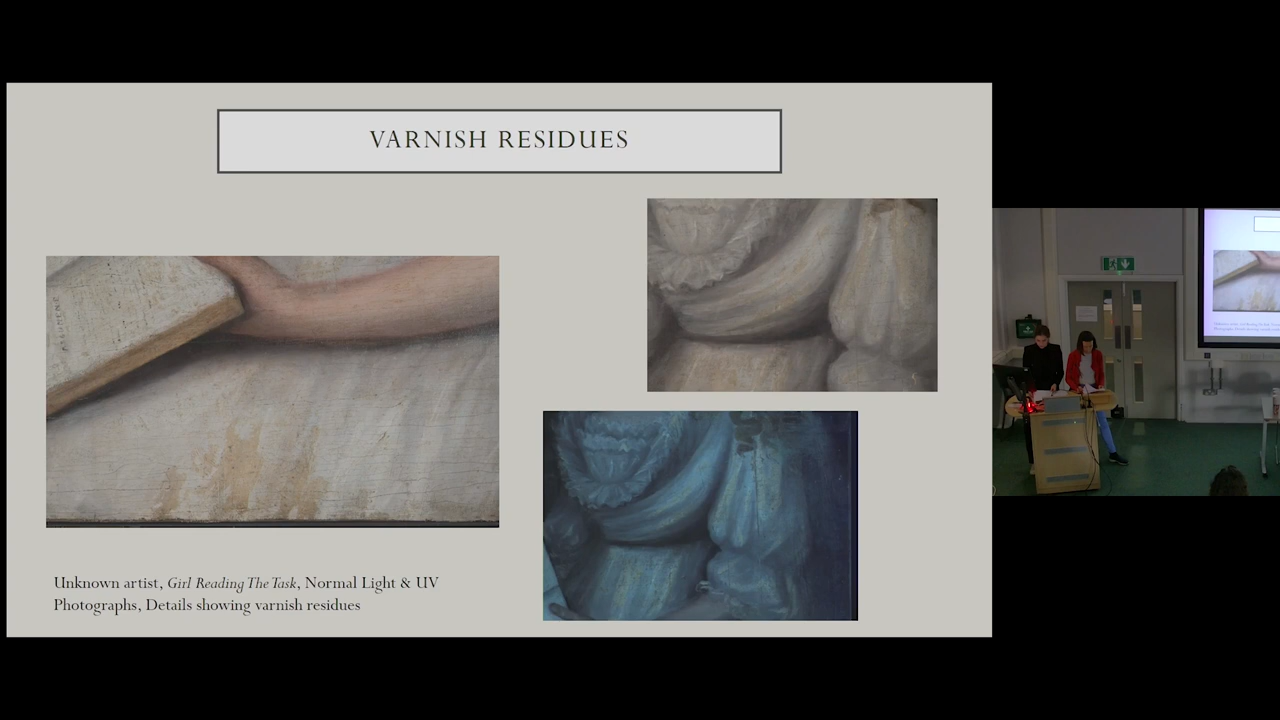 VARNISH RESIDUES
Unknown artist, Girl Reading The Task, Normal Light & UV
Photographs, Details showing varnish residues